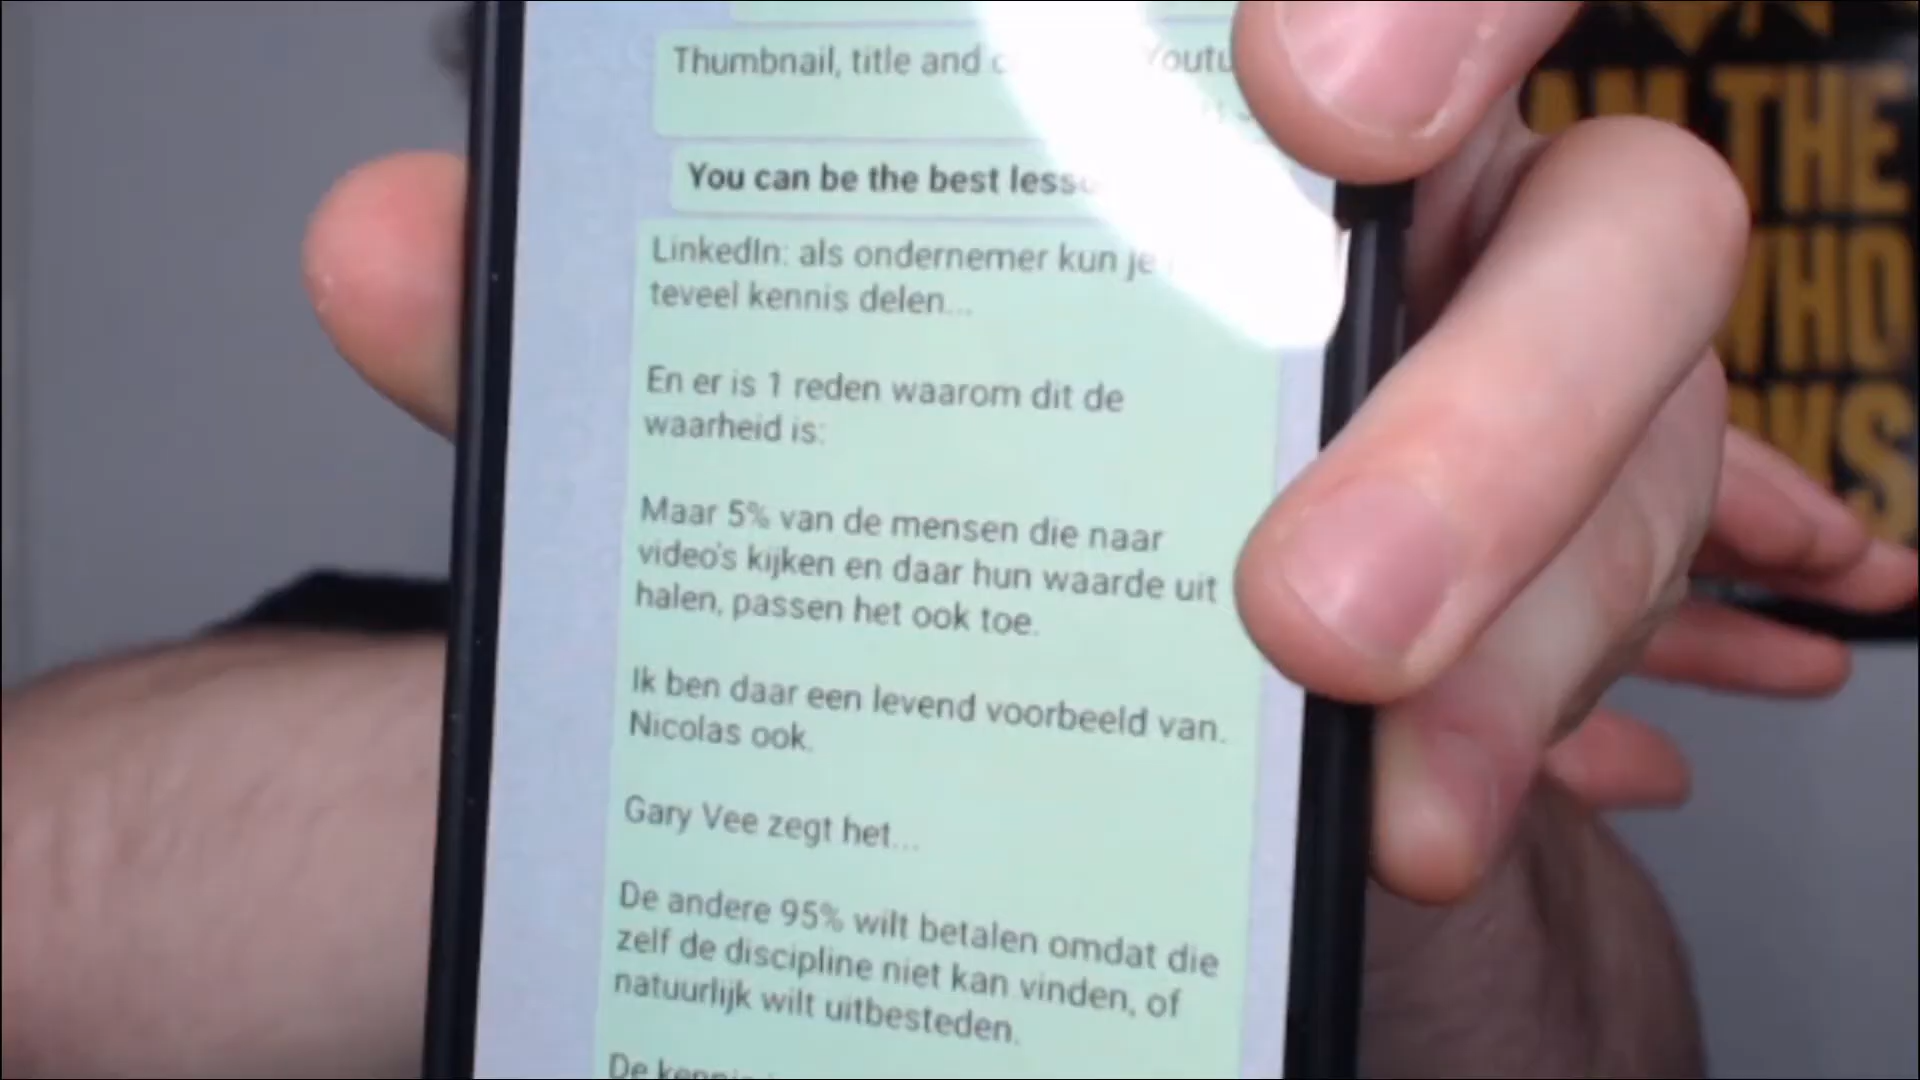 Thumbnail, title and
You can be the best
LinkedIn: als ondernemer kun je
teveel kennis delen...
En er is 1 reden waarom dit de
waarheid is:
Maar 5% van de mensen die naar
video's kijken en daar hun waarde uit
halen, passen het ook toe.
Ik ben daar een levend voorbeeld van.
Nicolas ook.
Gary Vee zegt het...
De andere 95% wilt betalen omdat die
zelf de discipline niet kan vinden, of
natuurlijk wilt uitbesteden.
De
THE
WHO